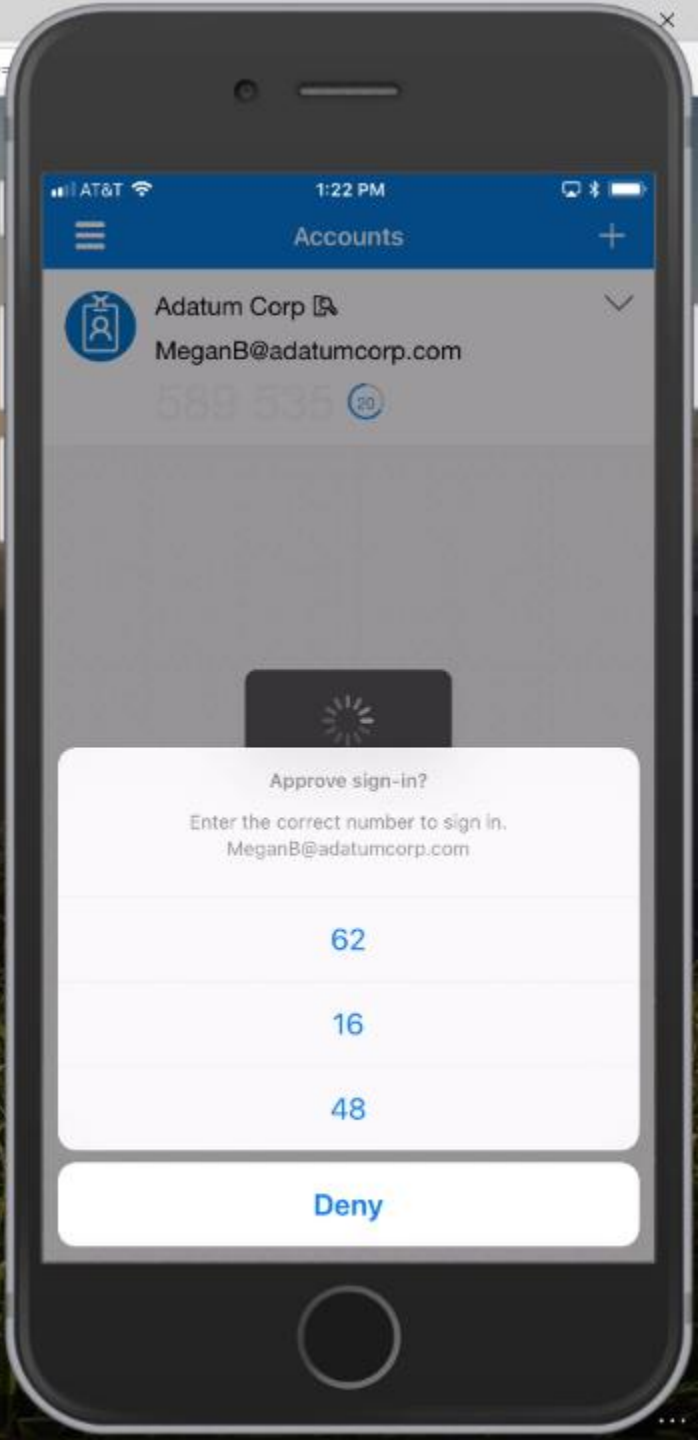 AT&T
1:22 PM
Accounts
Adatum Corp
MeganB@adatumcorp.com
589 535 20
Approve sign-in?
Enter the correct number to sign in.
MeganB@adatumcorp.com
62
16
48
Deny